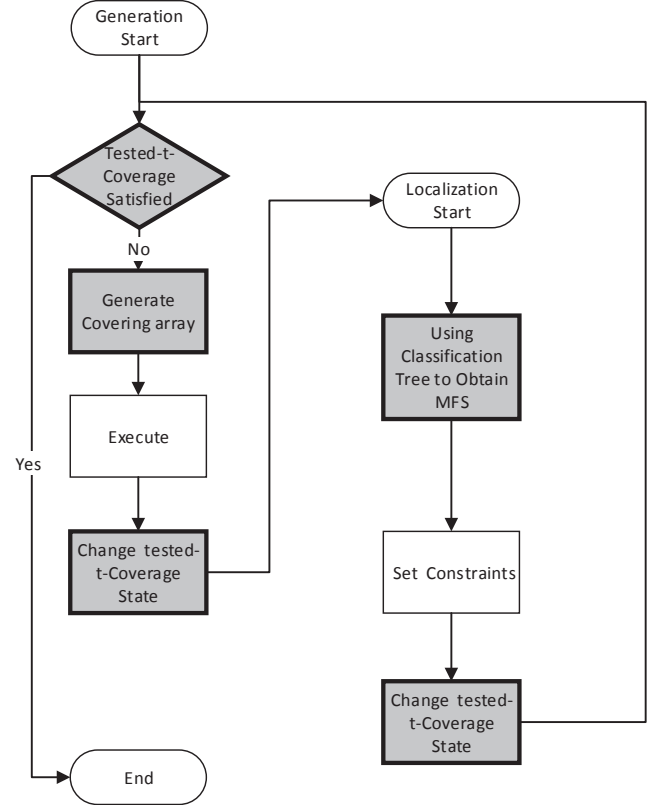 Generation
Start
Tested-t-
Coverage
Satisfied
No
Generate
Covering array
Execute
Yes
Change tested-
t-Coverage
State
End
Localization
Start
Using
Classification
Tree to Obtain
MFS
Set Constraints
Change tested-
t-Coverage
State